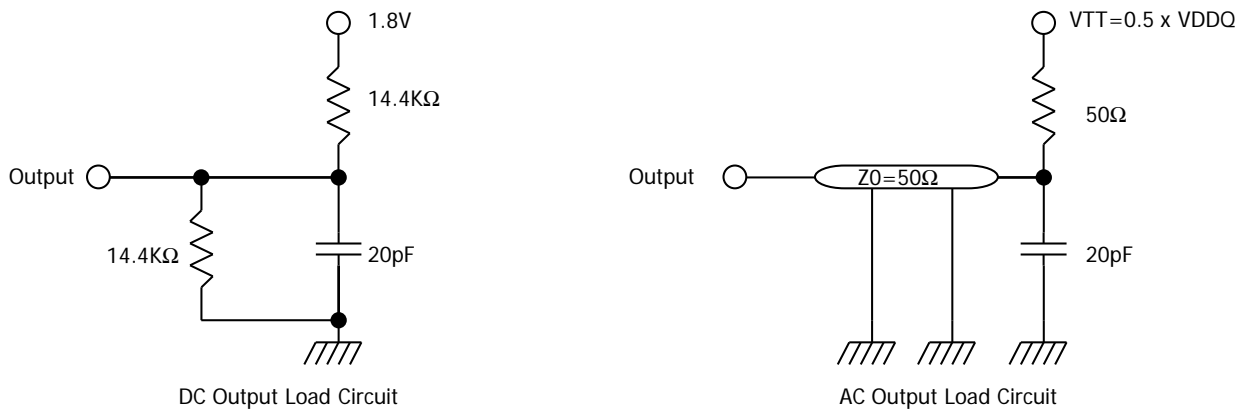 1.8V
14.4KΩ
Output
14.4KΩ
20pF
DC Output Load Circuit
VTT=0.5 x VDDQ
50Ω
Output
Z0=50Ω
20pF
AC Output Load Circuit